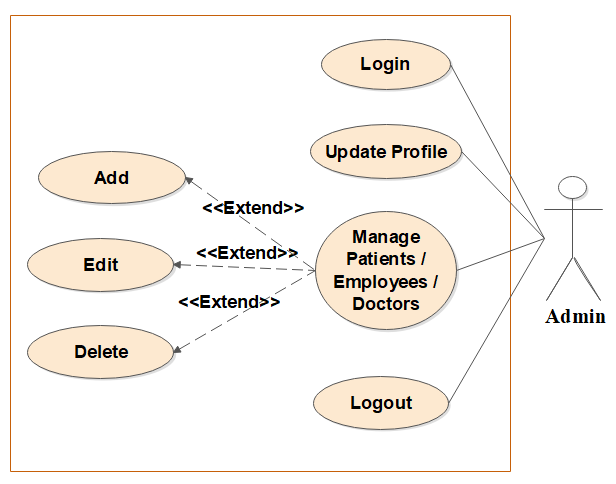 Login
Update Profile
Add
<<Extend>>
Manage
Patients /
Employees /
Doctors
<<Extend>>
Edit
<<Extend>>
Admin
Delete
Logout